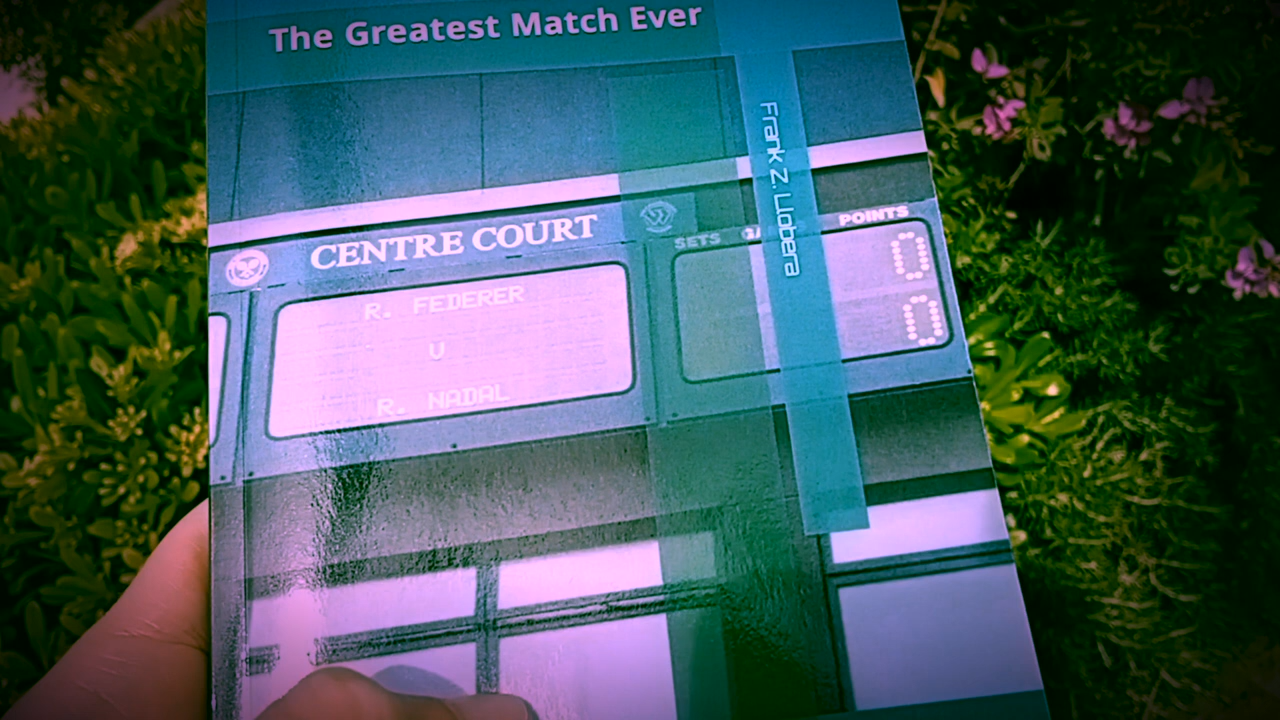 The Greatest Match Ever
Frank Z. Llobera
CENTRE COURT
SETS
POINTS
R. FEDERER
V
R. NADAL
0
0